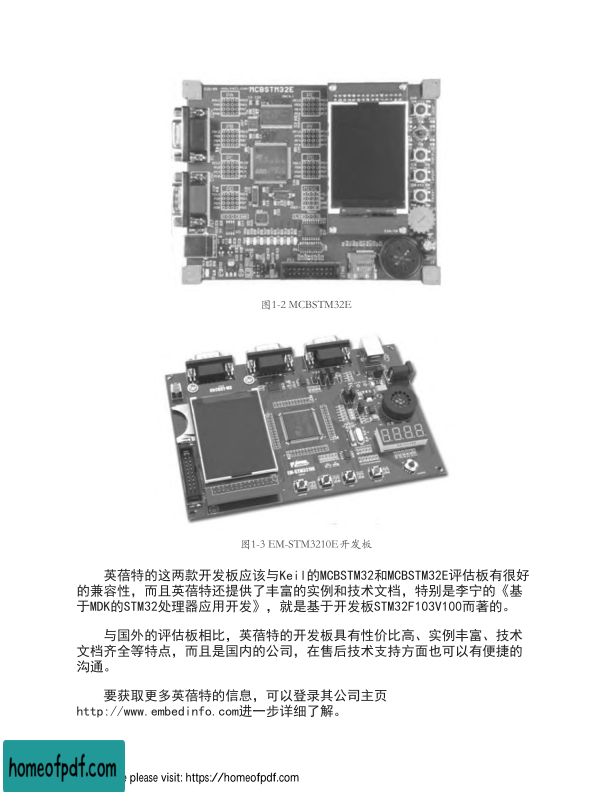 MCBSTM32E
图1-2 MCBSTM32E
EM-STM3210E
图1-3 EM-STM3210E开发板
英蓓特的这两款开发板应该与Keil的MCBSTM32和MCBSTM32E评估板有很好
的兼容性，而且英蓓特还提供了丰富的实例和技术文档，特别是李宁的《基
于MDK的STM32处理器应用开发》，就是基于开发板STM32F103V100而著的。
与国外的评估板相比，英蓓特的开发板具有性价比高、实例丰富、技术
文档齐全等特点，而且是国内的公司，在售后技术支持方面也可以有便捷的
沟通。
要获取更多英蓓特的信息，可以登录其公司主页
http://www.embedinfo.com进一步详细了解。
homeofpdf.com
please visit: https://homeofpdf.com